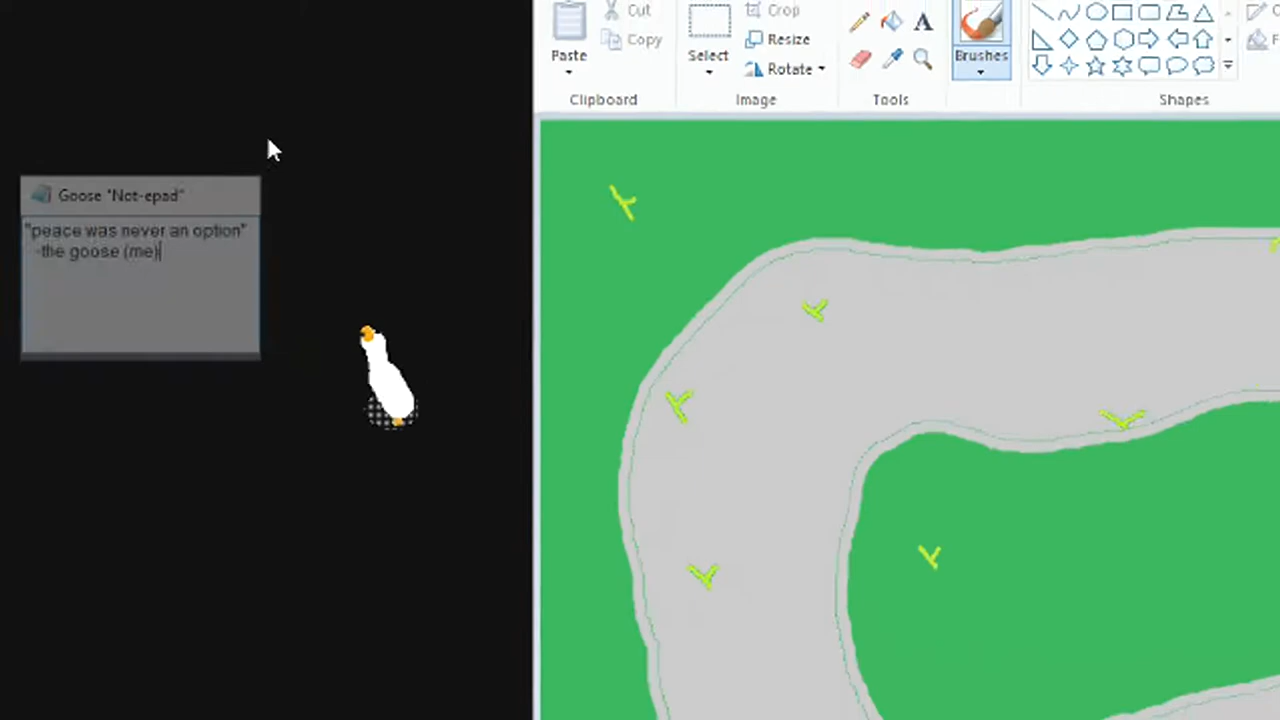 Cut
Copy
Paste
Clipboard
Select
Crop
Resize
Rotate
Image
A
Tools
Brushes
Shapes
Goose "Not-epad"
"peace was never an option"
-the goose (me)